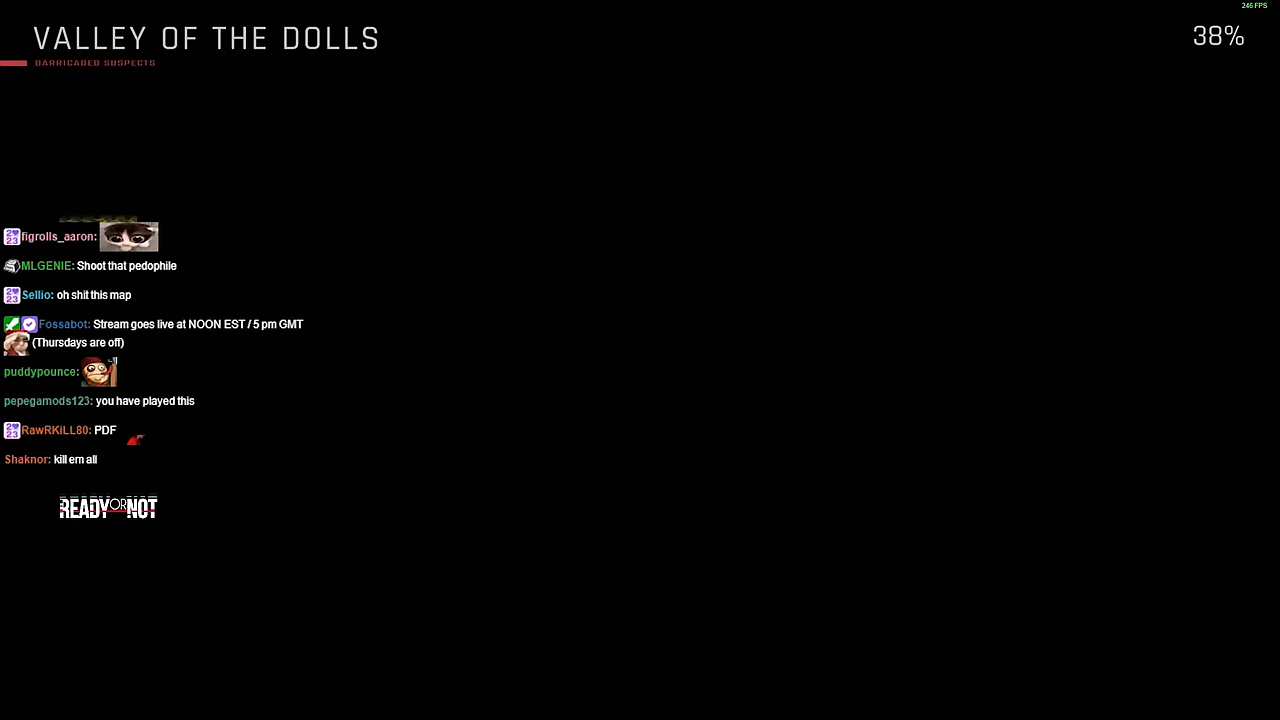 246 FPS
VALLEY OF THE DOLLS
38%
BARRICADED SUSPECTS
figrolls_aaron:
MLGENIE: Shoot that pedophile
Sellio: oh shit this map
Fossabot: Stream goes live at NOON EST / 5 pm GMT
(Thursdays are off)
puddypounce:
pepegamods123: you have played this
RawRKiLL80: PDF
Shaknor: kill em all
READY OR NOT